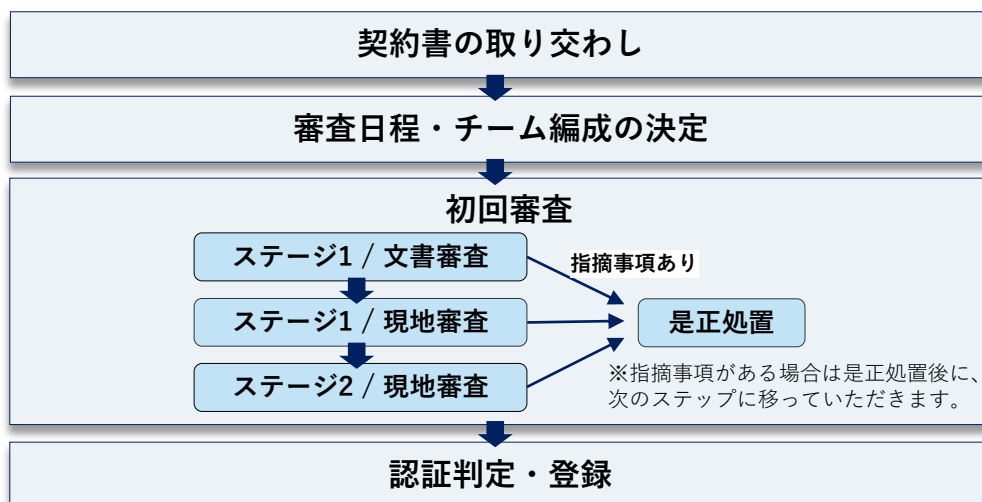 契約書の取り交わし
審査日程・チーム編成の決定
初回審査
ステージ1 / 文書審査
指摘事項あり
ステージ1 / 現地審査
是正処置
ステージ2 / 現地審査
※指摘事項がある場合は是正処置後に、
次のステップに移っていただきます。
認証判定・登録